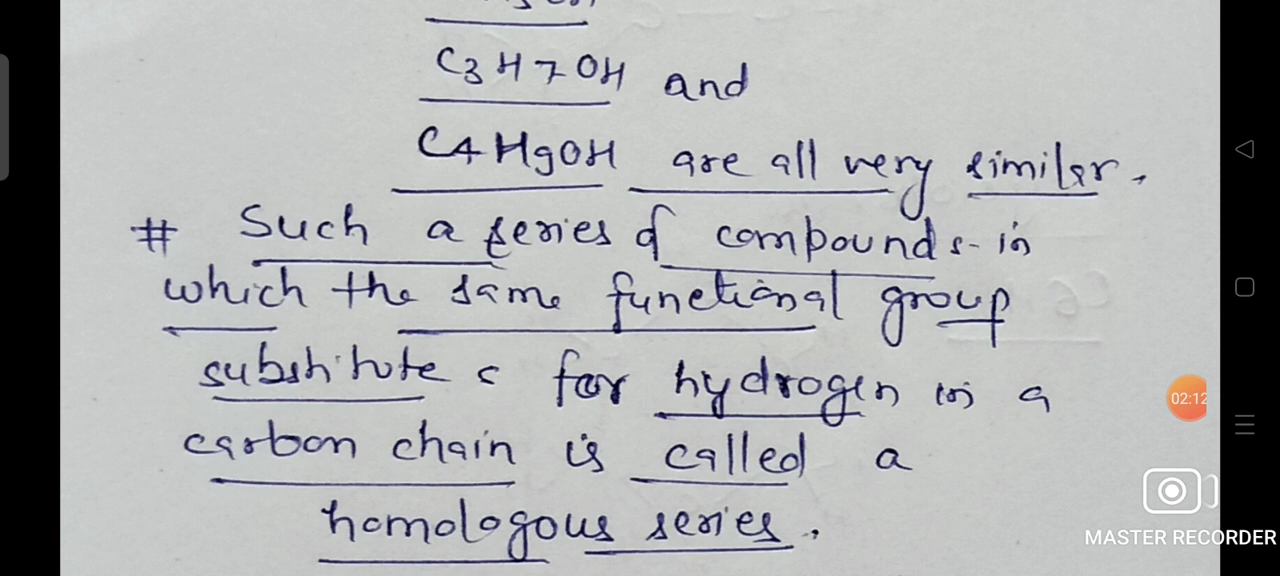 C3H7OH and
C4H9OH are all very similar.
# Such a series of compounds in
which the same functional group
substitutes for hydrogen in a
carbon chain is called a
homologous series.
02:12
MASTER RECORDER